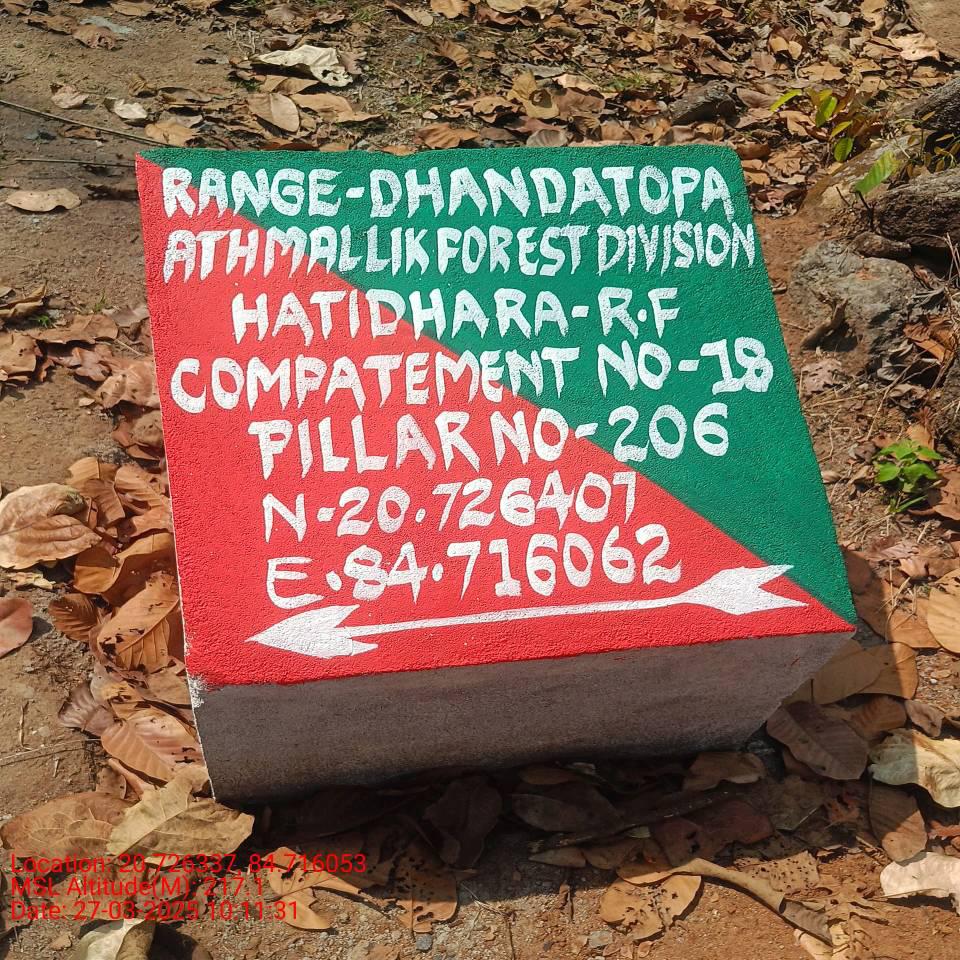 RANGE-DHANDATOPA
ATHMALLIK FOREST DIVISION
HATIDHARA-R.F
COMPATEMENT NO-18
PILLAR NO-206
N-20.726407
E.84.716062
Location: 20.726337, 84.716053
MSL Altitude(M): 217.1
Date: 27-03-2025 10:11:31